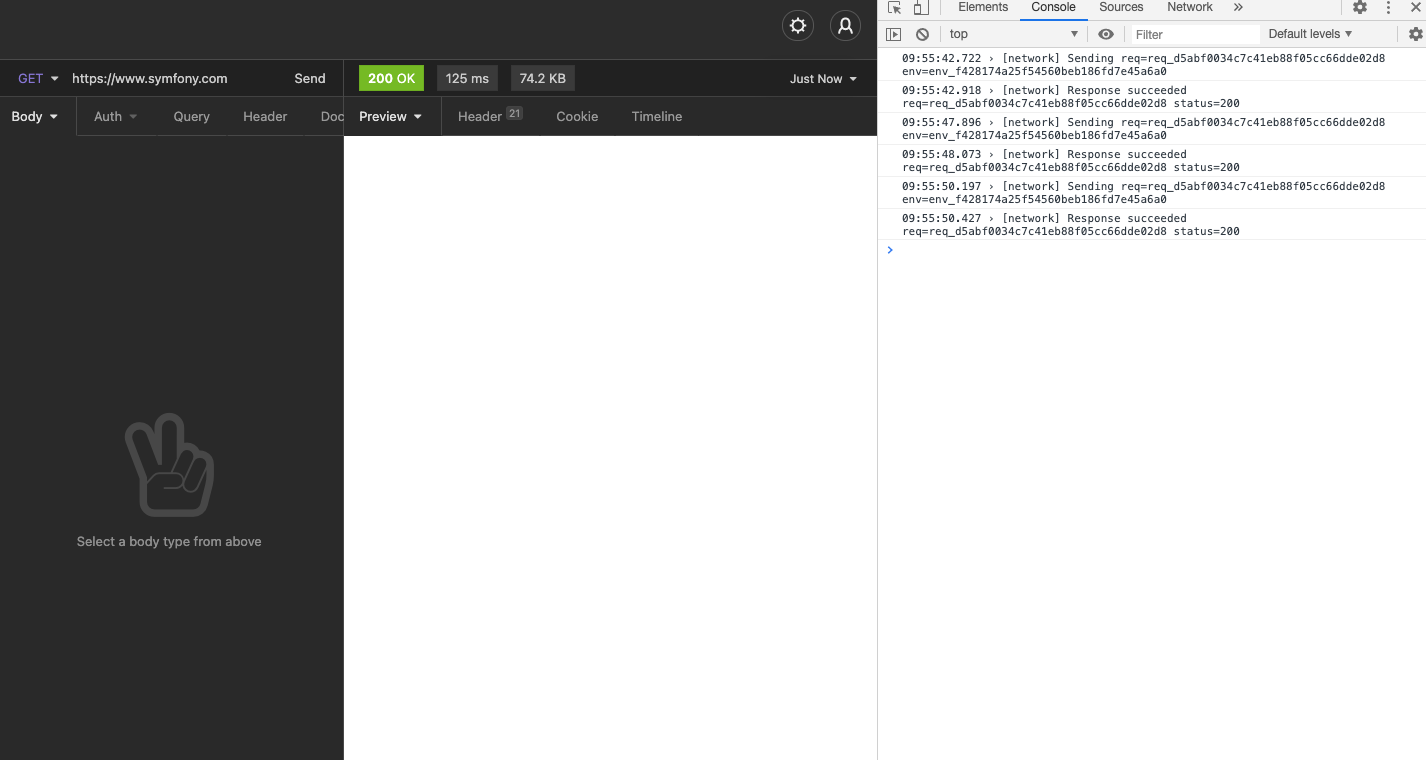 GET https://www.symfony.com Send
200 OK 125 ms 74.2 KB Just Now
Body Auth Query Header Doc
Preview Header 21 Cookie Timeline
Select a body type from above
Elements Console Sources Network »
top Filter Default levels
09:55:42.722 › [network] Sending req=req_d5abf0034c7c41eb88f05cc66dde02d8
env=env_f428174a25f54560beb186fd7e45a6a0
09:55:42.918 › [network] Response succeeded
req=req_d5abf0034c7c41eb88f05cc66dde02d8 status=200
09:55:47.896 › [network] Sending req=req_d5abf0034c7c41eb88f05cc66dde02d8
env=env_f428174a25f54560beb186fd7e45a6a0
09:55:48.073 › [network] Response succeeded
req=req_d5abf0034c7c41eb88f05cc66dde02d8 status=200
09:55:50.197 › [network] Sending req=req_d5abf0034c7c41eb88f05cc66dde02d8
env=env_f428174a25f54560beb186fd7e45a6a0
09:55:50.427 › [network] Response succeeded
req=req_d5abf0034c7c41eb88f05cc66dde02d8 status=200